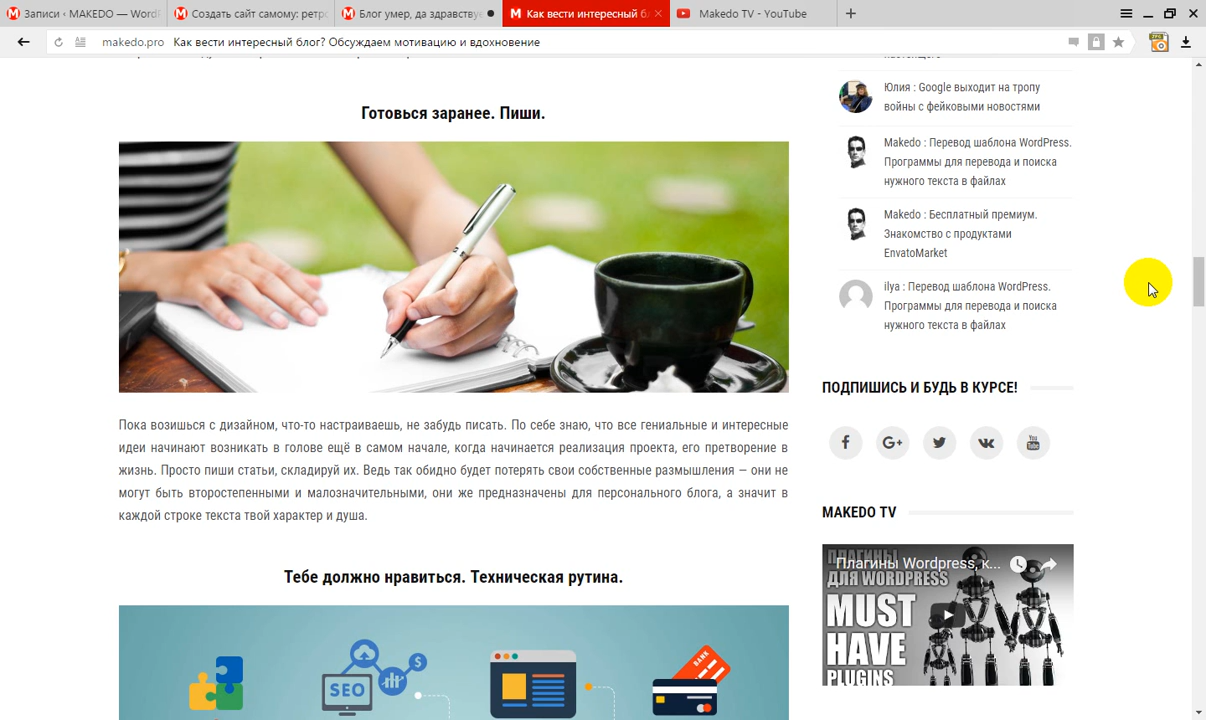 MAKEDO — Word
Записи ‹ MAKEDO — WordP
Создать сайт самому: ретро
Блог умер, да здравствуе
Как вести интересный б
Makedo TV - YouTube
makedo.pro
Как вести интересный блог? Обсуждаем мотивацию и вдохновение
Готовься заранее. Пиши.
Пока возишься с дизайном, что-то настраиваешь, не забудь писать. По себе знаю, что все гениальные и интересные
идеи начинают возникать в голове ещё в самом начале, когда начинается реализация проекта, его претворение в
жизнь. Просто пиши статьи, складируй их. Ведь так обидно будет потерять свои собственные размышления — они не
могут быть второстепенными и малозначительными, они же предназначены для персонального блога, а значит в
каждой строке текста твой характер и душа.
Тебе должно нравиться. Техническая рутина.
SEO
BANK
Юлия : Google выходит на тропу
войны с фейковыми новостями
Makedo : Перевод шаблона WordPress.
Программы для перевода и поиска
нужного текста в файлах
Makedo : Бесплатный премиум.
Знакомство с продуктами
EnvatoMarket
ilya : Перевод шаблона WordPress.
Программы для перевода и поиска
нужного текста в файлах
ПОДПИШИСЬ И БУДЬ В КУРСЕ!
MAKEDO TV
Плагины Wordpress, к...
ПЛАГИНЫ
ДЛЯ WORDPRESS
MUST
HAVE
PLUGINS